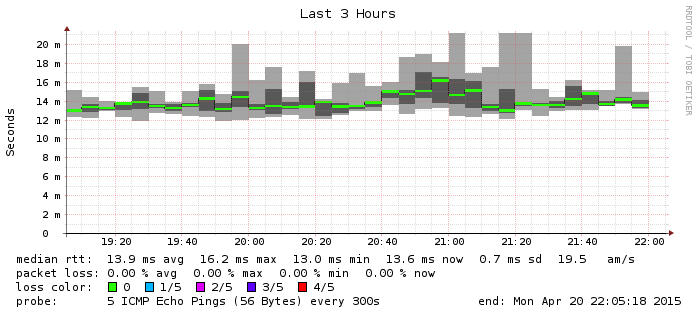 Last 3 Hours
RRDTOOL / TOBI OETIKER
Seconds
20 m
18 m
16 m
14 m
12 m
10 m
8 m
6 m
4 m
2 m
0
19:20 19:40 20:00 20:20 20:40 21:00 21:20 21:40 22:00
median rtt: 13.9 ms avg 16.2 ms max 13.0 ms min 13.6 ms now 0.7 ms sd 19.5 am/s
packet loss: 0.00 % avg 0.00 % max 0.00 % min 0.00 % now
loss color: 0 1/5 2/5 3/5 4/5
probe: 5 ICMP Echo Pings (56 Bytes) every 300s end: Mon Apr 20 22:05:18 2015